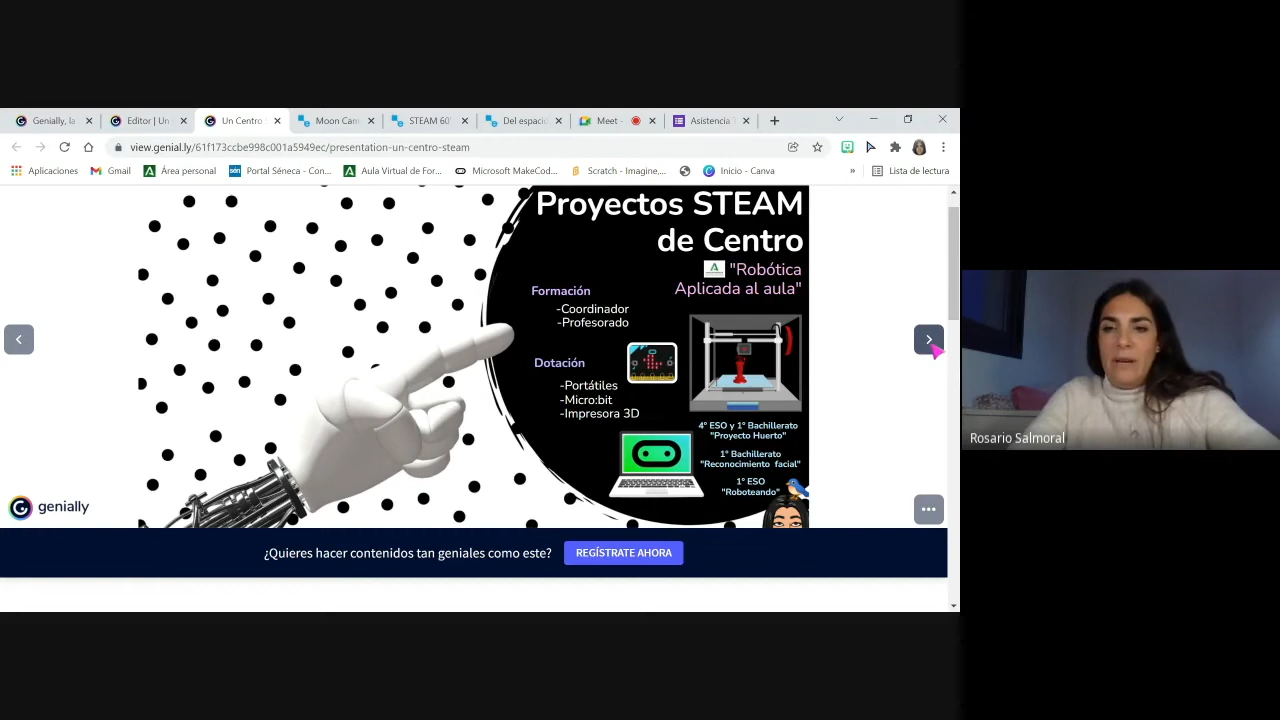 Genially, la
Editor | Un
Un Centro
Moon Cam
STEAM 60'
Del espacio
Meet -
Asistencia
view.genial.ly/61f173ccbe998c001a5949ec/presentation-un-centro-steam
Aplicaciones
Gmail
Área personal
Portal Séneca - Con...
Aula Virtual de For...
Microsoft MakeCod...
Scratch - Imagine,...
Inicio - Canva
»
Lista de lectura
Proyectos STEAM
de Centro
"Robótica
Aplicada al aula"
Formación
-Coordinador
-Profesorado
Dotación
-Portátiles
-Micro:bit
-Impresora 3D
4º ESO y 1º Bachillerato
"Proyecto Huerto"
1º Bachillerato
"Reconocimiento facial"
1º ESO
"Roboteando"
genially
¿Quieres hacer contenidos tan geniales como este?
REGÍSTRATE AHORA
Rosario Salmoral